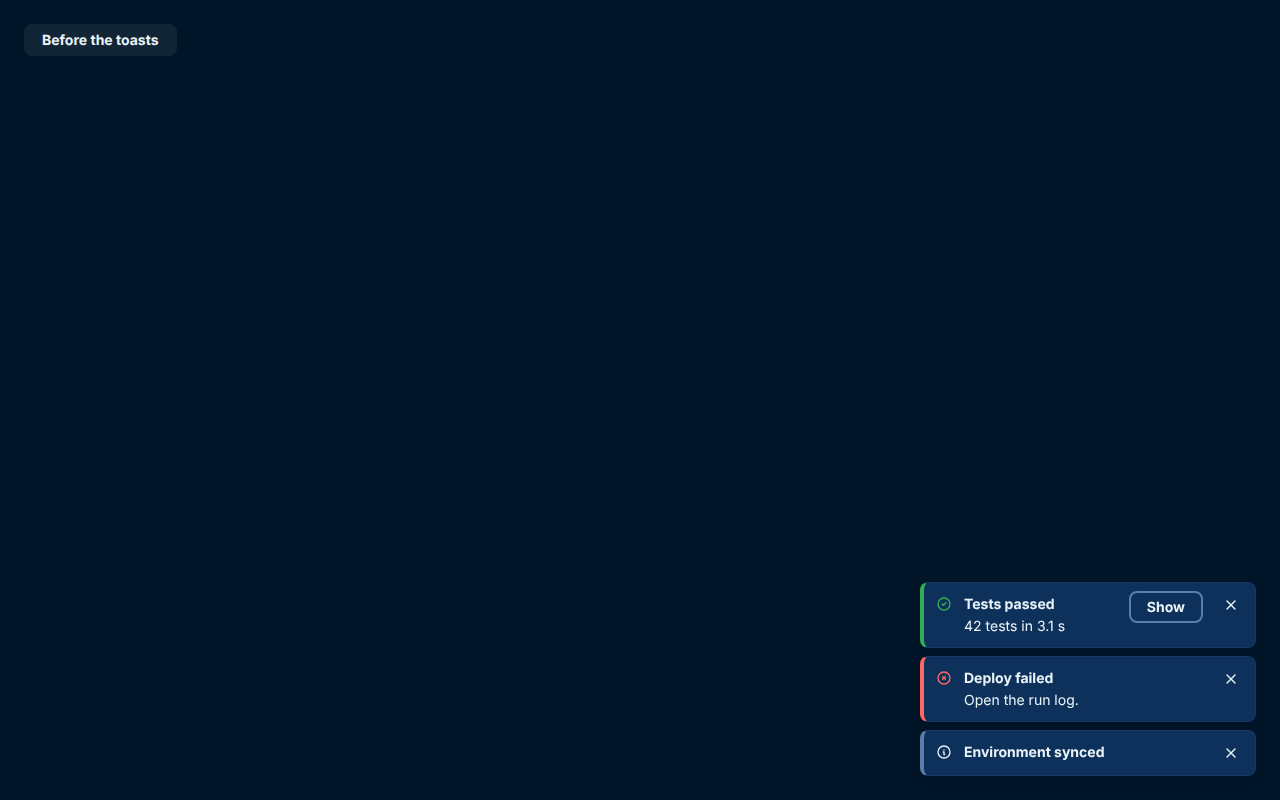 Before the toasts
Tests passed
Show
42 tests in 3.1 s
Deploy failed
Open the run log.
Environment synced